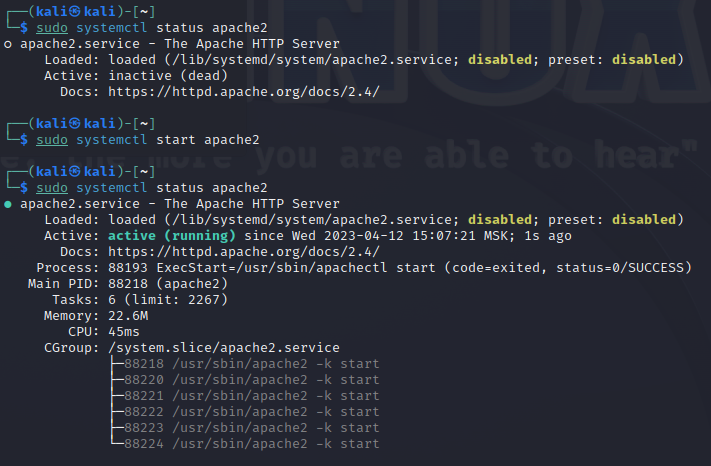 ┌──(kali㉿kali)-[~]
└─$ sudo systemctl status apache2
○ apache2.service - The Apache HTTP Server
     Loaded: loaded (/lib/systemd/system/apache2.service; disabled; preset: disabled)
     Active: inactive (dead)
       Docs: https://httpd.apache.org/docs/2.4/

┌──(kali㉿kali)-[~]
└─$ sudo systemctl start apache2
you are able to hear"

┌──(kali㉿kali)-[~]
└─$ sudo systemctl status apache2
● apache2.service - The Apache HTTP Server
     Loaded: loaded (/lib/systemd/system/apache2.service; disabled; preset: disabled)
     Active: active (running) since Wed 2023-04-12 15:07:21 MSK; 1s ago
       Docs: https://httpd.apache.org/docs/2.4/
    Process: 88193 ExecStart=/usr/sbin/apachectl start (code=exited, status=0/SUCCESS)
   Main PID: 88218 (apache2)
      Tasks: 6 (limit: 2267)
     Memory: 22.6M
        CPU: 45ms
     CGroup: /system.slice/apache2.service
             ├─88218 /usr/sbin/apache2 -k start
             ├─88220 /usr/sbin/apache2 -k start
             ├─88221 /usr/sbin/apache2 -k start
             ├─88222 /usr/sbin/apache2 -k start
             ├─88223 /usr/sbin/apache2 -k start
             └─88224 /usr/sbin/apache2 -k start